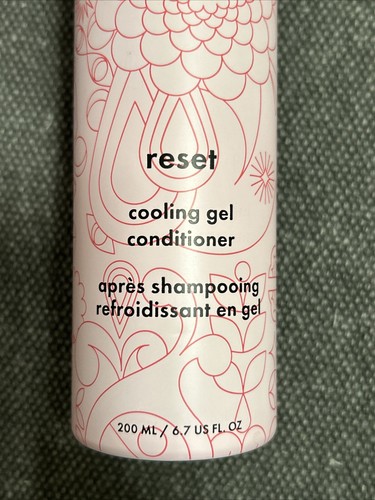 reset
cooling gel
conditioner
après shampooing
refroidissant en gel
200 ML / 6.7 US FL. OZ